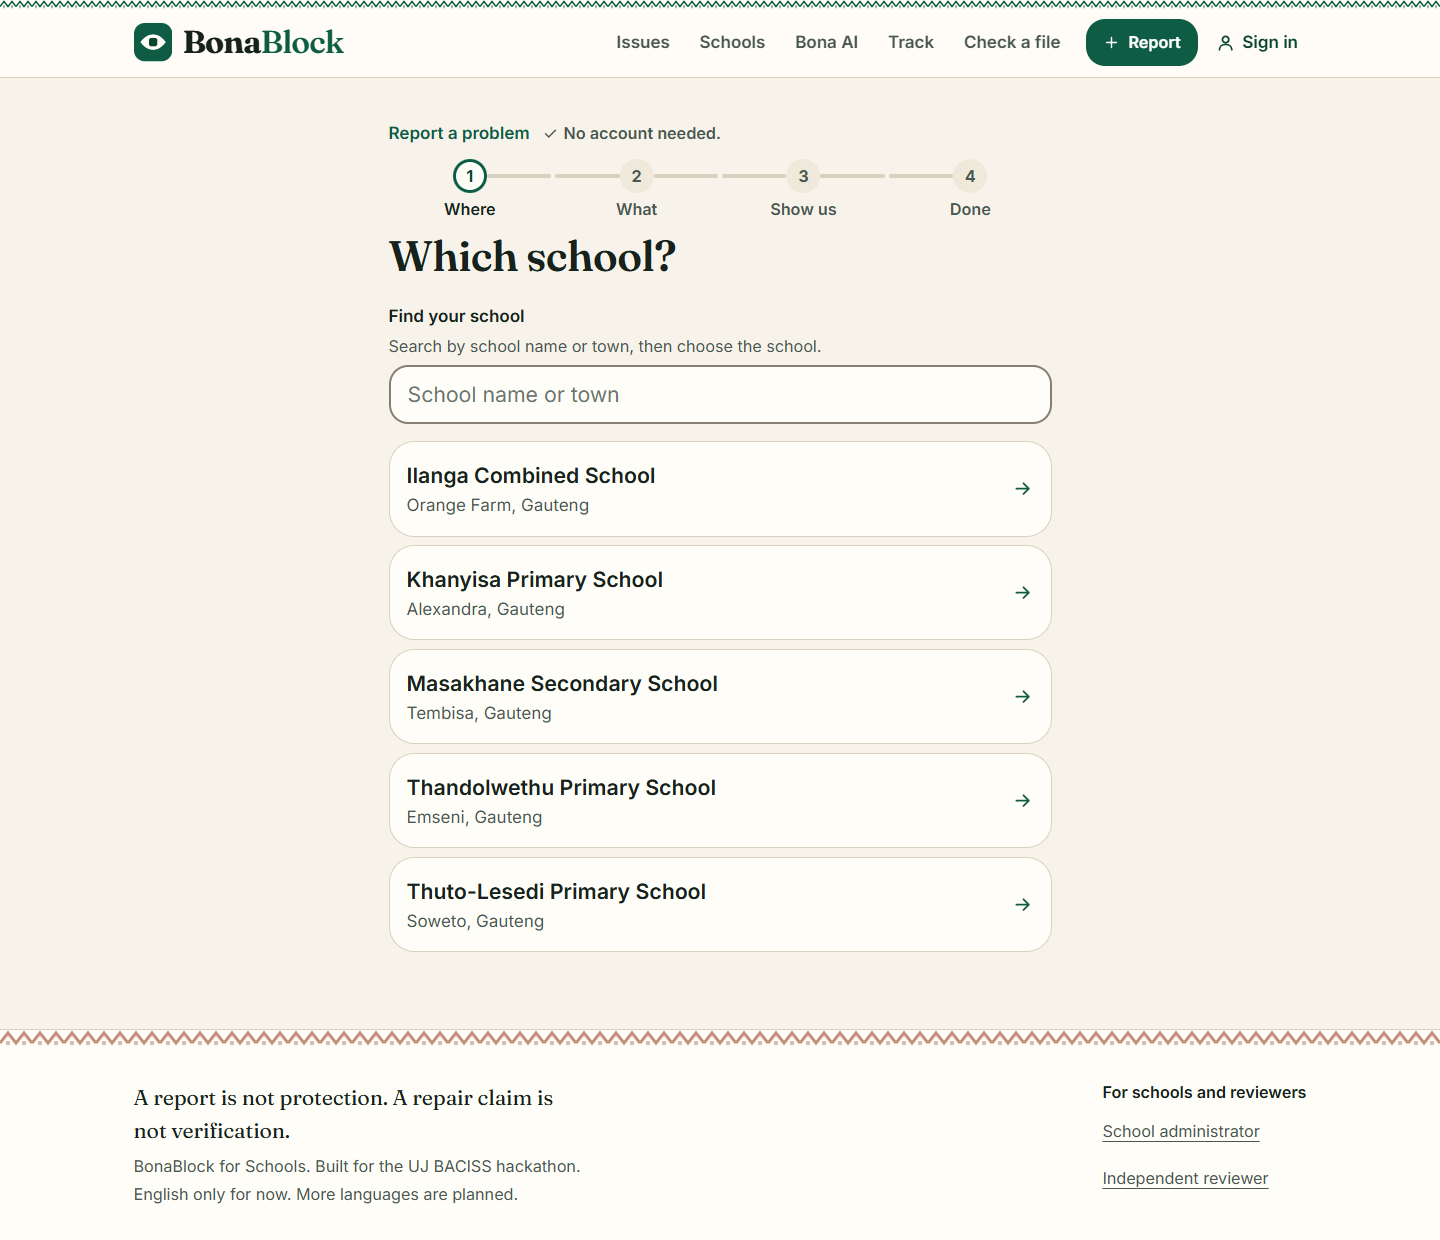 BonaBlock
Issues
Schools
Bona AI
Track
Check a file
+ Report
Sign in
Report a problem
✓ No account needed.
1
2
3
4
Where
What
Show us
Done
Which school?
Find your school
Search by school name or town, then choose the school.
School name or town
Ilanga Combined School
Orange Farm, Gauteng
Khanyisa Primary School
Alexandra, Gauteng
Masakhane Secondary School
Tembisa, Gauteng
Thandolwethu Primary School
Emseni, Gauteng
Thuto-Lesedi Primary School
Soweto, Gauteng
A report is not protection. A repair claim is
not verification.
BonaBlock for Schools. Built for the UJ BACISS hackathon.
English only for now. More languages are planned.
For schools and reviewers
School administrator
Independent reviewer